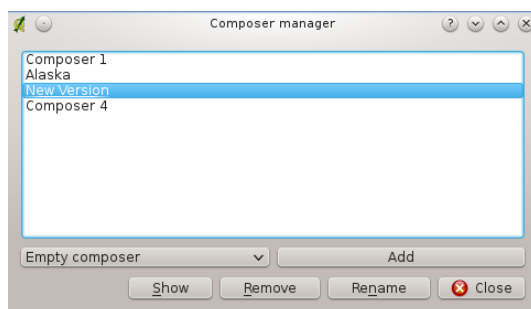 Composer manager
Composer 1
Alaska
New Version
Composer 4
Empty composer Add
Show Remove Rename Close